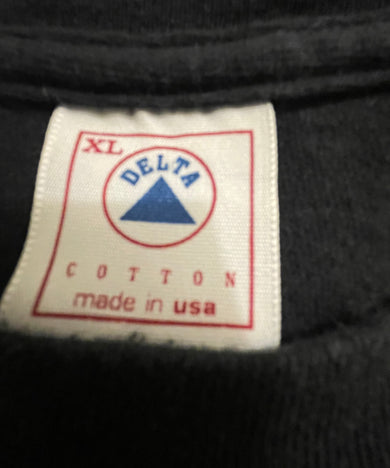 XL
DELTA
COTTON
made in usa